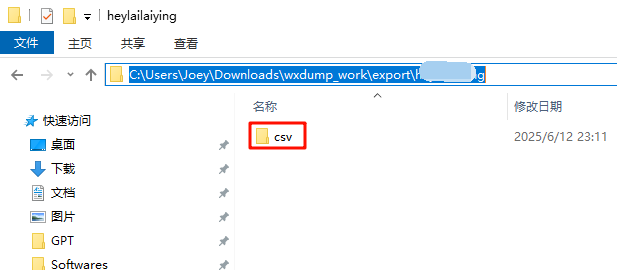 heylailaiying
文件
主页
共享
查看
C:\Users\Joey\Downloads\wxdump_work\export\h
名称
修改日期
快速访问
桌面
下载
文档
图片
GPT
Softwares
csv
2025/6/12 23:11